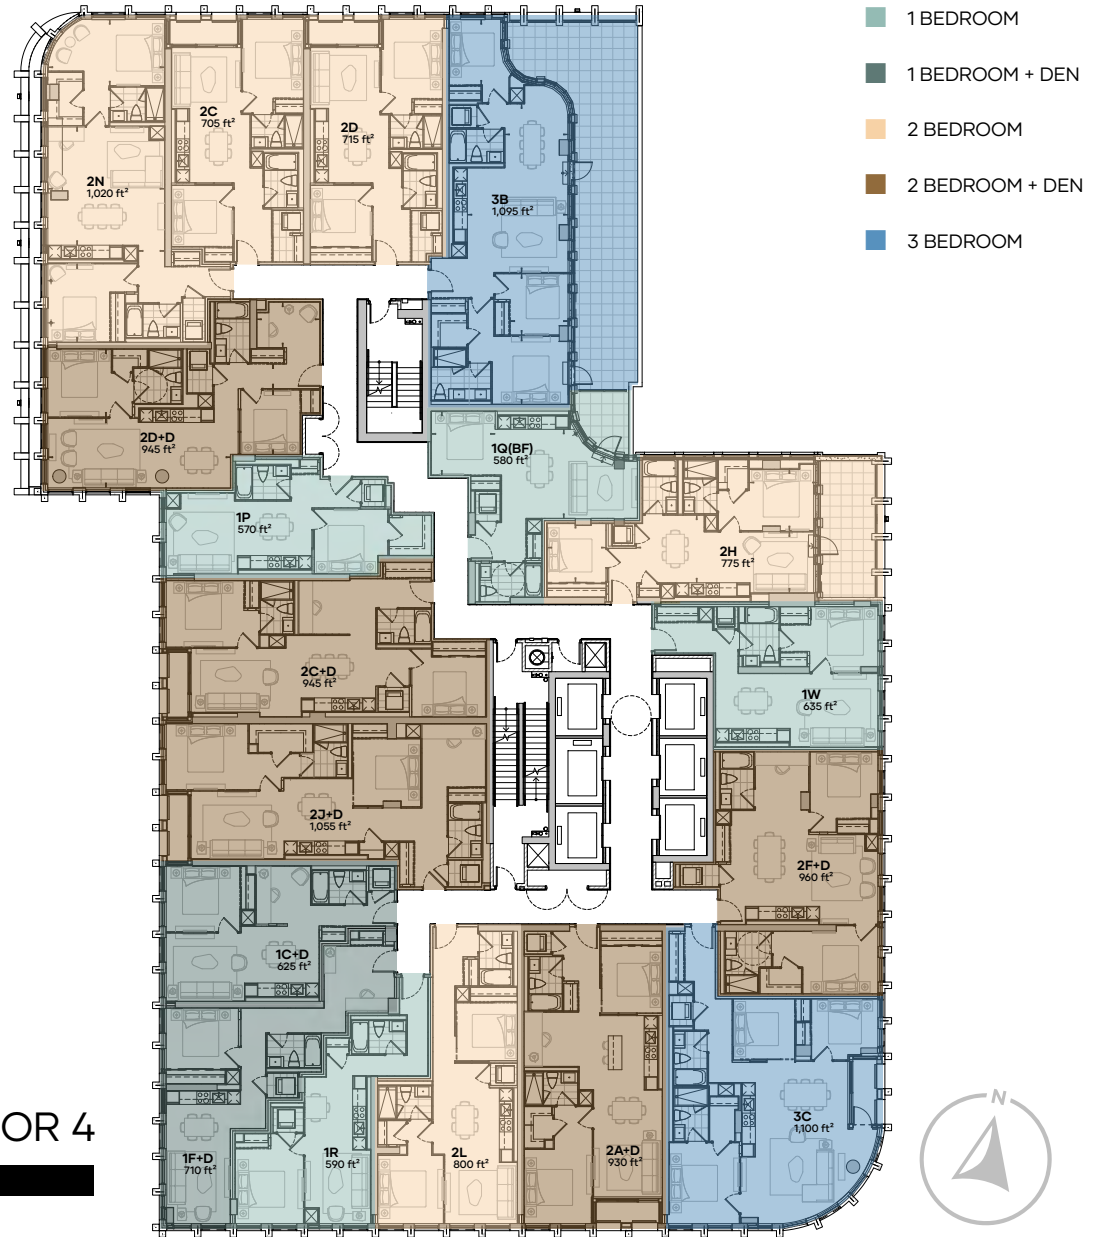 1 BEDROOM
1 BEDROOM + DEN
2 BEDROOM
2 BEDROOM + DEN
3 BEDROOM
2N
1,020 ft²
2C
705 ft²
2D
715 ft²
3B
1,095 ft²
2D+D
945 ft²
1Q(BF)
580 ft²
1P
570 ft²
2H
775 ft²
2C+D
945 ft²
1W
635 ft²
2J+D
1,055 ft²
2F+D
960 ft²
1C+D
625 ft²
1F+D
710 ft²
1R
590 ft²
2L
800 ft²
2A+D
930 ft²
3C
1,100 ft²
OR 4
N